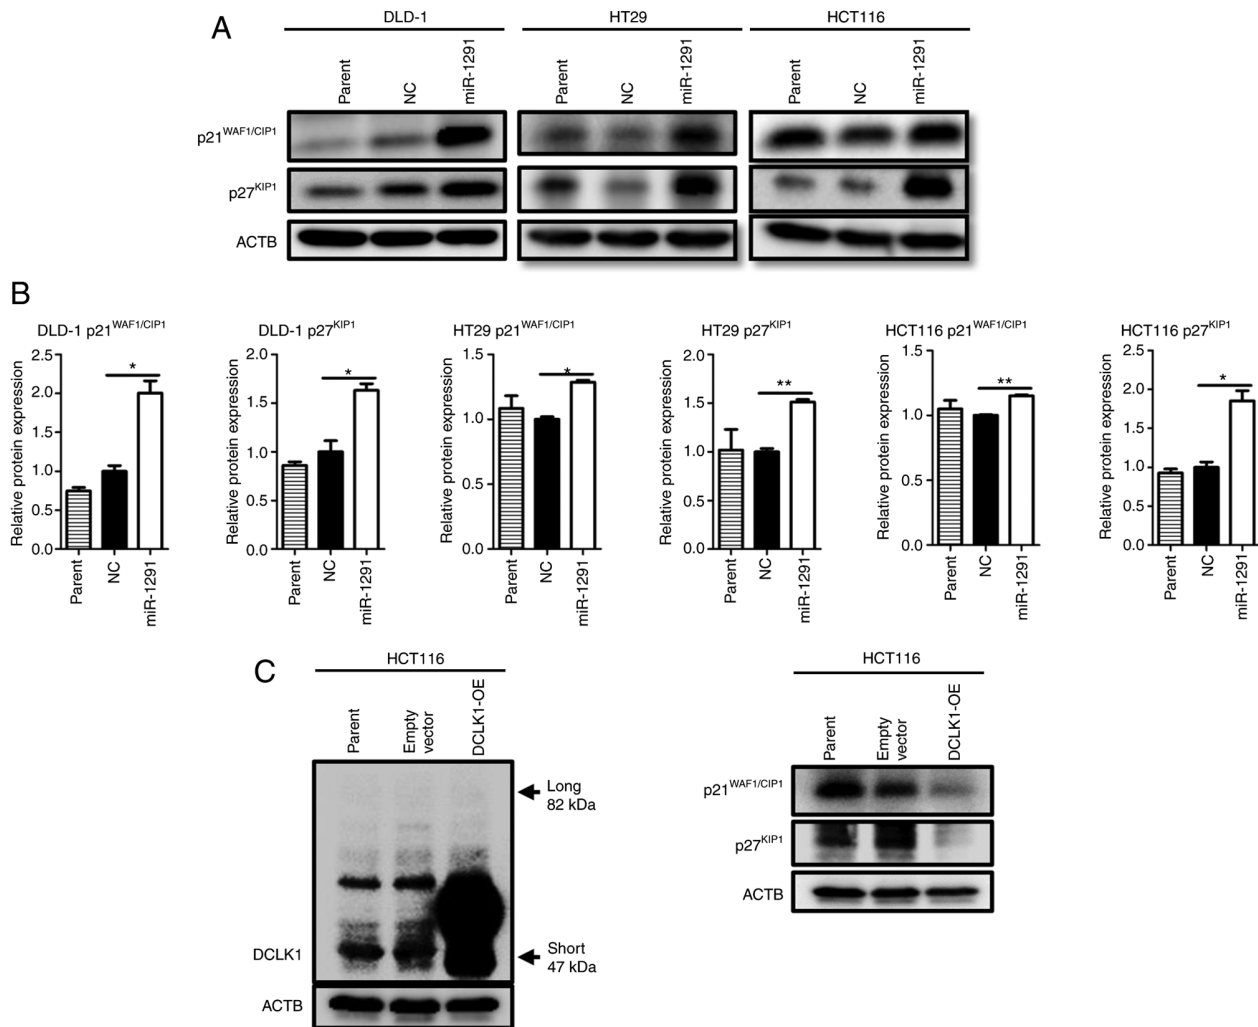 A
DLD-1 HT29 HCT116
Parent NC miR-1291 Parent NC miR-1291 Parent NC miR-1291
p21WAF1/CIP1
p27KIP1
ACTB
B
DLD-1 p21WAF1/CIP1
Relative protein expression
2.5
2.0
1.5
1.0
0.5
0.0
*
Parent NC miR-1291
DLD-1 p27KIP1
Relative protein expression
2.0
1.5
1.0
0.5
0.0
*
Parent NC miR-1291
HT29 p21WAF1/CIP1
Relative protein expression
1.5
1.0
0.5
0.0
*
Parent NC miR-1291
HT29 p27KIP1
Relative protein expression
2.0
1.5
1.0
0.5
0.0
**
Parent NC miR-1291
HCT116 p21WAF1/CIP1
Relative protein expression
1.5
1.0
0.5
0.0
**
Parent NC miR-1291
HCT116 p27KIP1
Relative protein expression
2.5
2.0
1.5
1.0
0.5
0.0
*
Parent NC miR-1291
C
HCT116
Parent
Empty
vector
DCLK1-OE
Long
82 kDa
DCLK1
Short
47 kDa
ACTB
HCT116
Parent
Empty
vector
DCLK1-OE
p21WAF1/CIP1
p27KIP1
ACTB